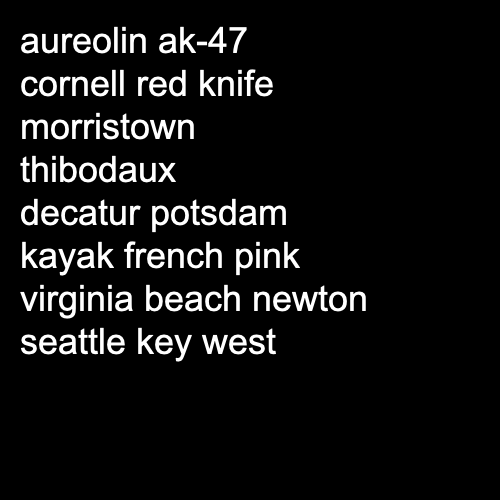 aureolin ak-47
cornell red knife
morristown
thibodaux
decatur potsdam
kayak french pink
virginia beach newton
seattle key west